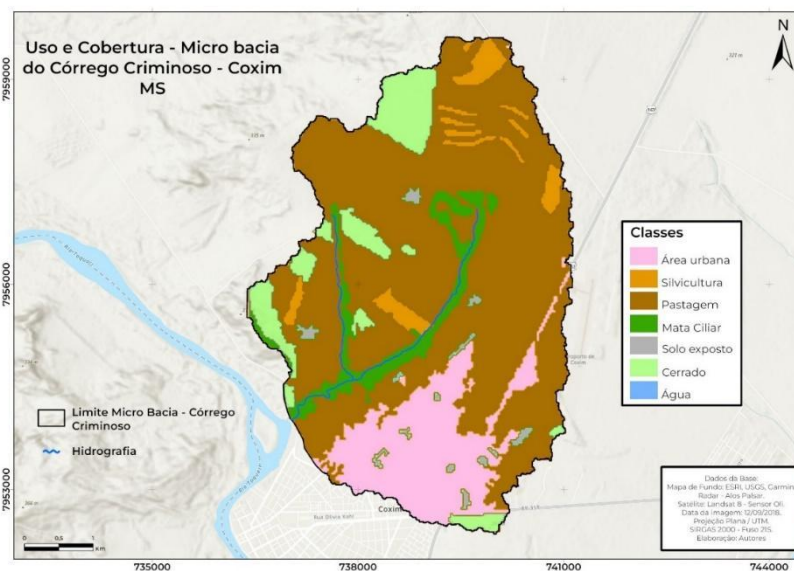 Uso e Cobertura - Micro bacia
do Córrego Criminoso - Coxim
MS
N
7959000
7956000
7953000
Classes
Área urbana
Silvicultura
Pastagem
Mata Ciliar
Solo exposto
Cerrado
Água
Limite Micro Bacia - Córrego
Criminoso
Hidrografia
Coxim
0 0,5 1
km
Dados da Base:
Mapa de Fundo: ESRI, USGS, Garmin
Radar - Alos Palsar.
Satélite: Landsat 8 - Sensor Oli.
Data da Imagem: 12/09/2018.
Projeção Plana / UTM.
SIRGAS 2000 - Fuso 21S.
Elaboração: Autores
735000 738000 741000 744000